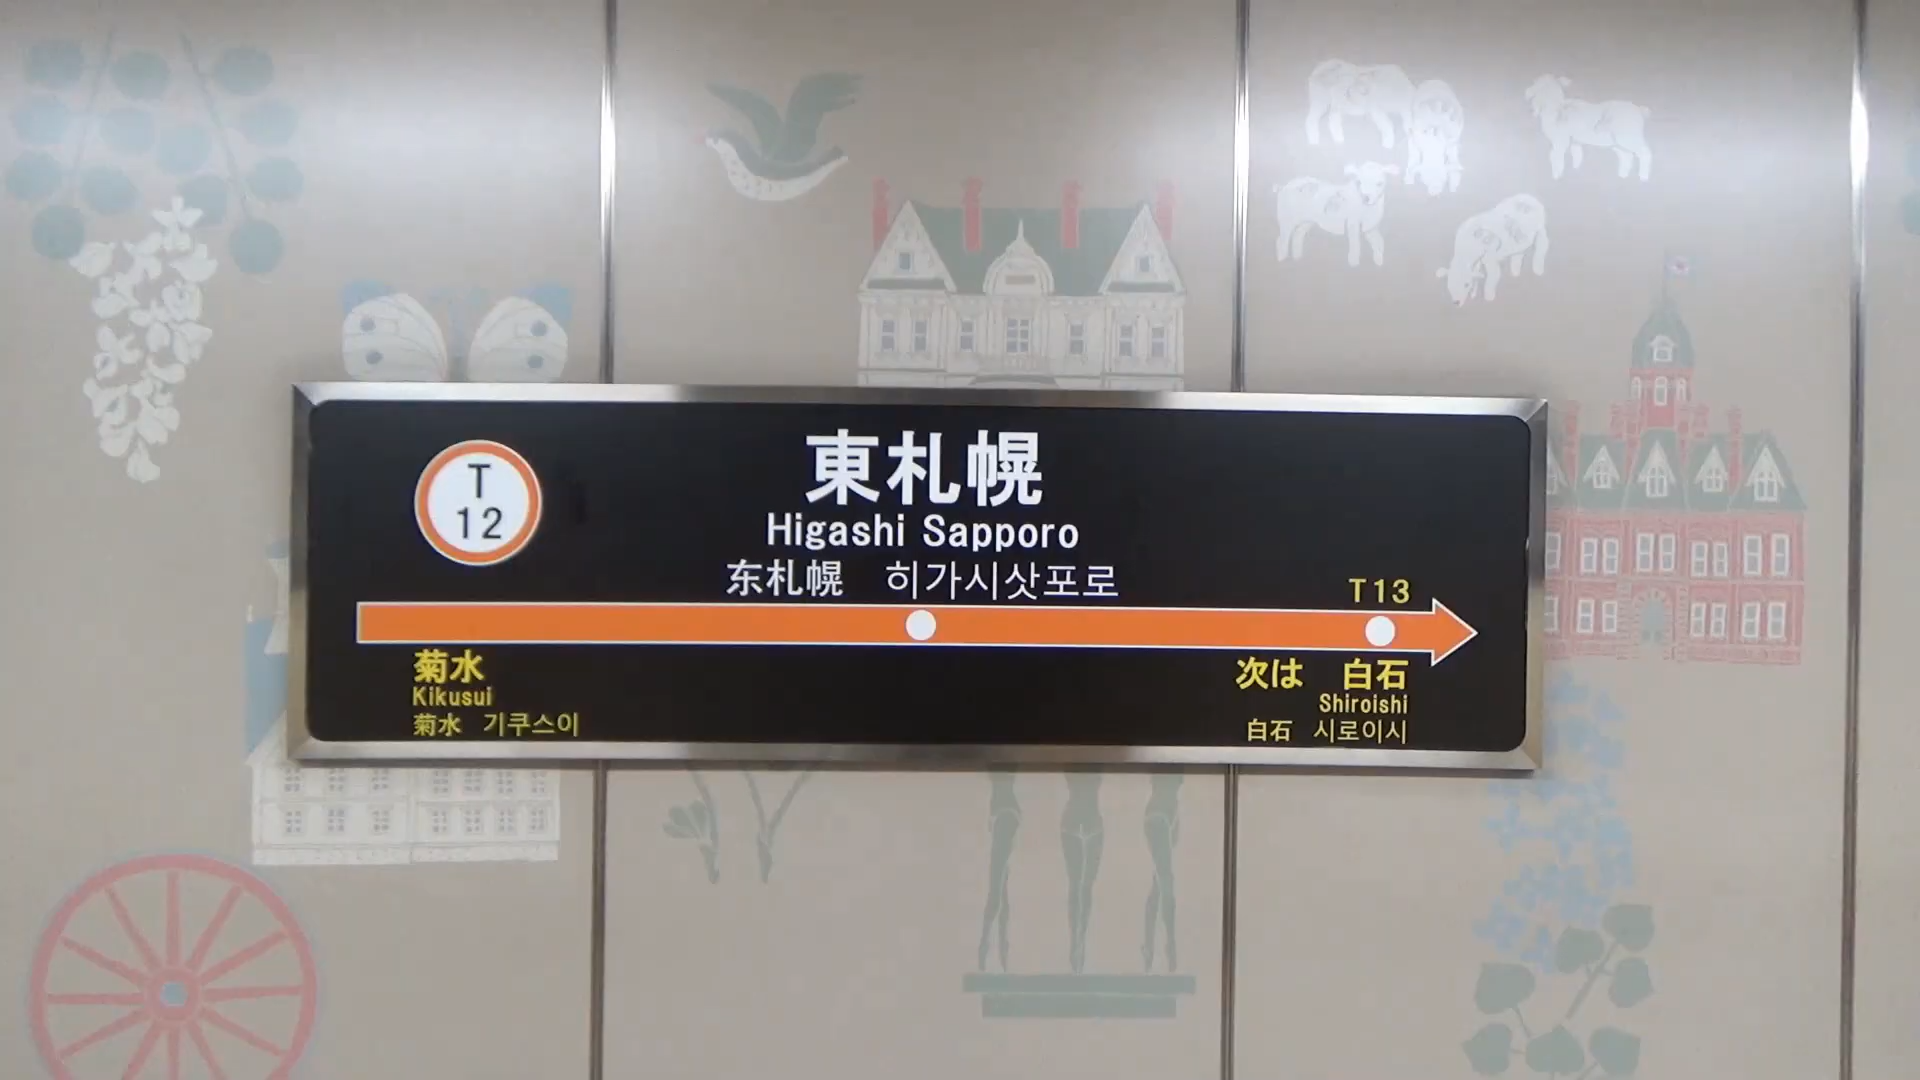 T
12
東札幌
Higashi Sapporo
东札幌 히가시삿포로
T13
菊水
Kikusui
菊水 기쿠스이
次は 白石
Shiroishi
白石 시로이시